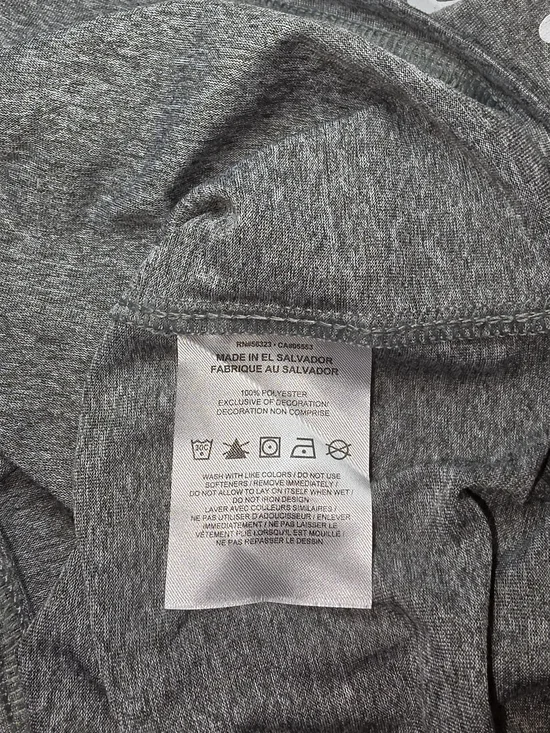 RN#56323 • CA#05553
MADE IN EL SALVADOR
FABRIQUE AU SALVADOR
100% POLYESTER
EXCLUSIVE OF DECORATION/
DECORATION NON COMPRISE
30C
WASH WITH LIKE COLORS / DO NOT USE
SOFTENERS / REMOVE IMMEDIATELY /
DO NOT ALLOW TO LAY ON ITSELF WHEN WET /
DO NOT IRON DESIGN
LAVER AVEC COULEURS SIMILAIRES /
NE PAS UTILISER D'ADOUCISSEUR / ENLEVER
IMMÉDIATEMENT / NE PAS LAISSER LE
VÊTEMENT PLIÉ LORSQU'IL EST MOUILLÉ /
NE PAS REPASSER LE DESSIN